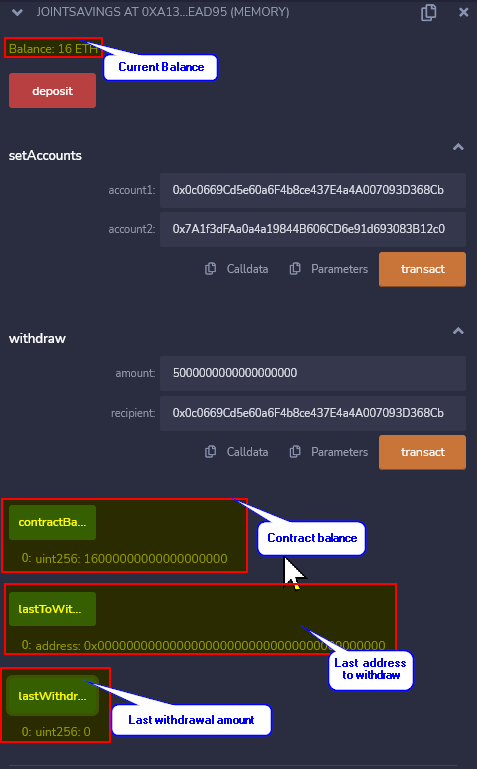 JOINTSAVINGS AT 0XA13...EAD95 (MEMORY)
Balance: 16 ETH
Current Balance
deposit
setAccounts
account1: 0x0c0669Cd5e60a6F4b8ce437E4a4A007093D368Cb
account2: 0x7A1f3dFAa0a4a19844B606CD6e91d693083B12c0
Calldata Parameters transact
withdraw
amount: 5000000000000000000
recipient: 0x0c0669Cd5e60a6F4b8ce437E4a4A007093D368Cb
Calldata Parameters transact
contractBa...
Contract balance
0: uint256: 16000000000000000000
lastToWit...
0: address: 0x0000000000000000000000000000000000000000
Last address
to withdraw
lastWithdr...
Last withdrawal amount
0: uint256: 0